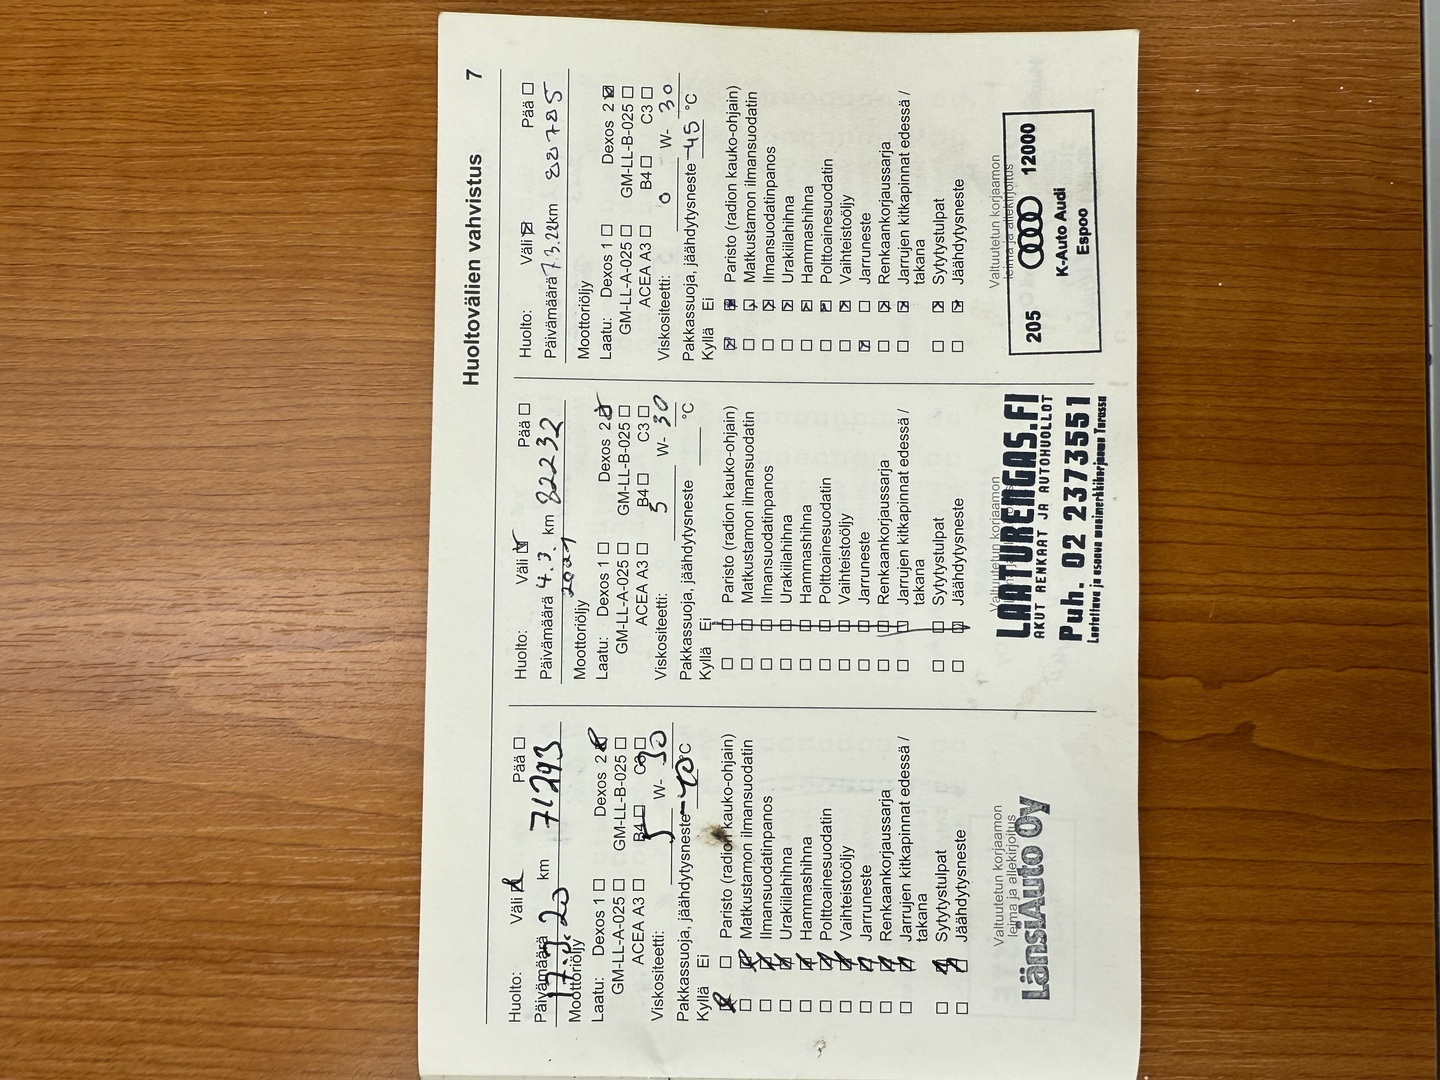 Huoltovälien vahvistus 7
Huolto: Väli Pää
Päivämäärä 17.7.20 km 71293
Moottoriöljy
Laatu: Dexos 1 Dexos 2
GM-LL-A-025 GM-LL-B-025
ACEA A3 B4 C3
Viskositeetti: 5 W- 30
Pakkassuoja, jäähdytysneste -40 °C
Kyllä Ei
Paristo (radion kauko-ohjain)
Matkustamon ilmansuodatin
Ilmansuodatinpanos
Urakiilahihna
Hammashihna
Polttoainesuodatin
Vaihteistoöljy
Jarruneste
Renkaankorjaussarja
Jarrujen kitkapinnat edessä /
takana
Sytytystulpat
Jäähdytysneste
Valtuutetun korjaamon
leima ja allekirjoitus
LänsiAuto Oy
Huolto: Väli Pää
Päivämäärä 4.3. km 82232
2021
Moottoriöljy
Laatu: Dexos 1 Dexos 2
GM-LL-A-025 GM-LL-B-025
ACEA A3 B4 C3
Viskositeetti: 5 W- 30
Pakkassuoja, jäähdytysneste °C
Kyllä Ei
Paristo (radion kauko-ohjain)
Matkustamon ilmansuodatin
Ilmansuodatinpanos
Urakiilahihna
Hammashihna
Polttoainesuodatin
Vaihteistoöljy
Jarruneste
Renkaankorjaussarja
Jarrujen kitkapinnat edessä /
takana
Sytytystulpat
Jäähdytysneste
Valtuutetun korjaamon
LAATURENGAS.FI
AKUT RENKAAT JA AUTOHUOLLOT
Puh. 02 2373551
Luotettava ja osaava monimerkkikorjaamo Turussa
Huolto: Väli Pää
Päivämäärä 7.3.22 km 88785
Moottoriöljy
Laatu: Dexos 1 Dexos 2
GM-LL-A-025 GM-LL-B-025
ACEA A3 B4 C3
Viskositeetti: 0 W- 30
Pakkassuoja, jäähdytysneste -45 °C
Kyllä Ei
Paristo (radion kauko-ohjain)
Matkustamon ilmansuodatin
Ilmansuodatinpanos
Urakiilahihna
Hammashihna
Polttoainesuodatin
Vaihteistoöljy
Jarruneste
Renkaankorjaussarja
Jarrujen kitkapinnat edessä /
takana
Sytytystulpat
Jäähdytysneste
Valtuutetun korjaamon
leima ja allekirjoitus
205 12000
K-Auto Audi
Espoo